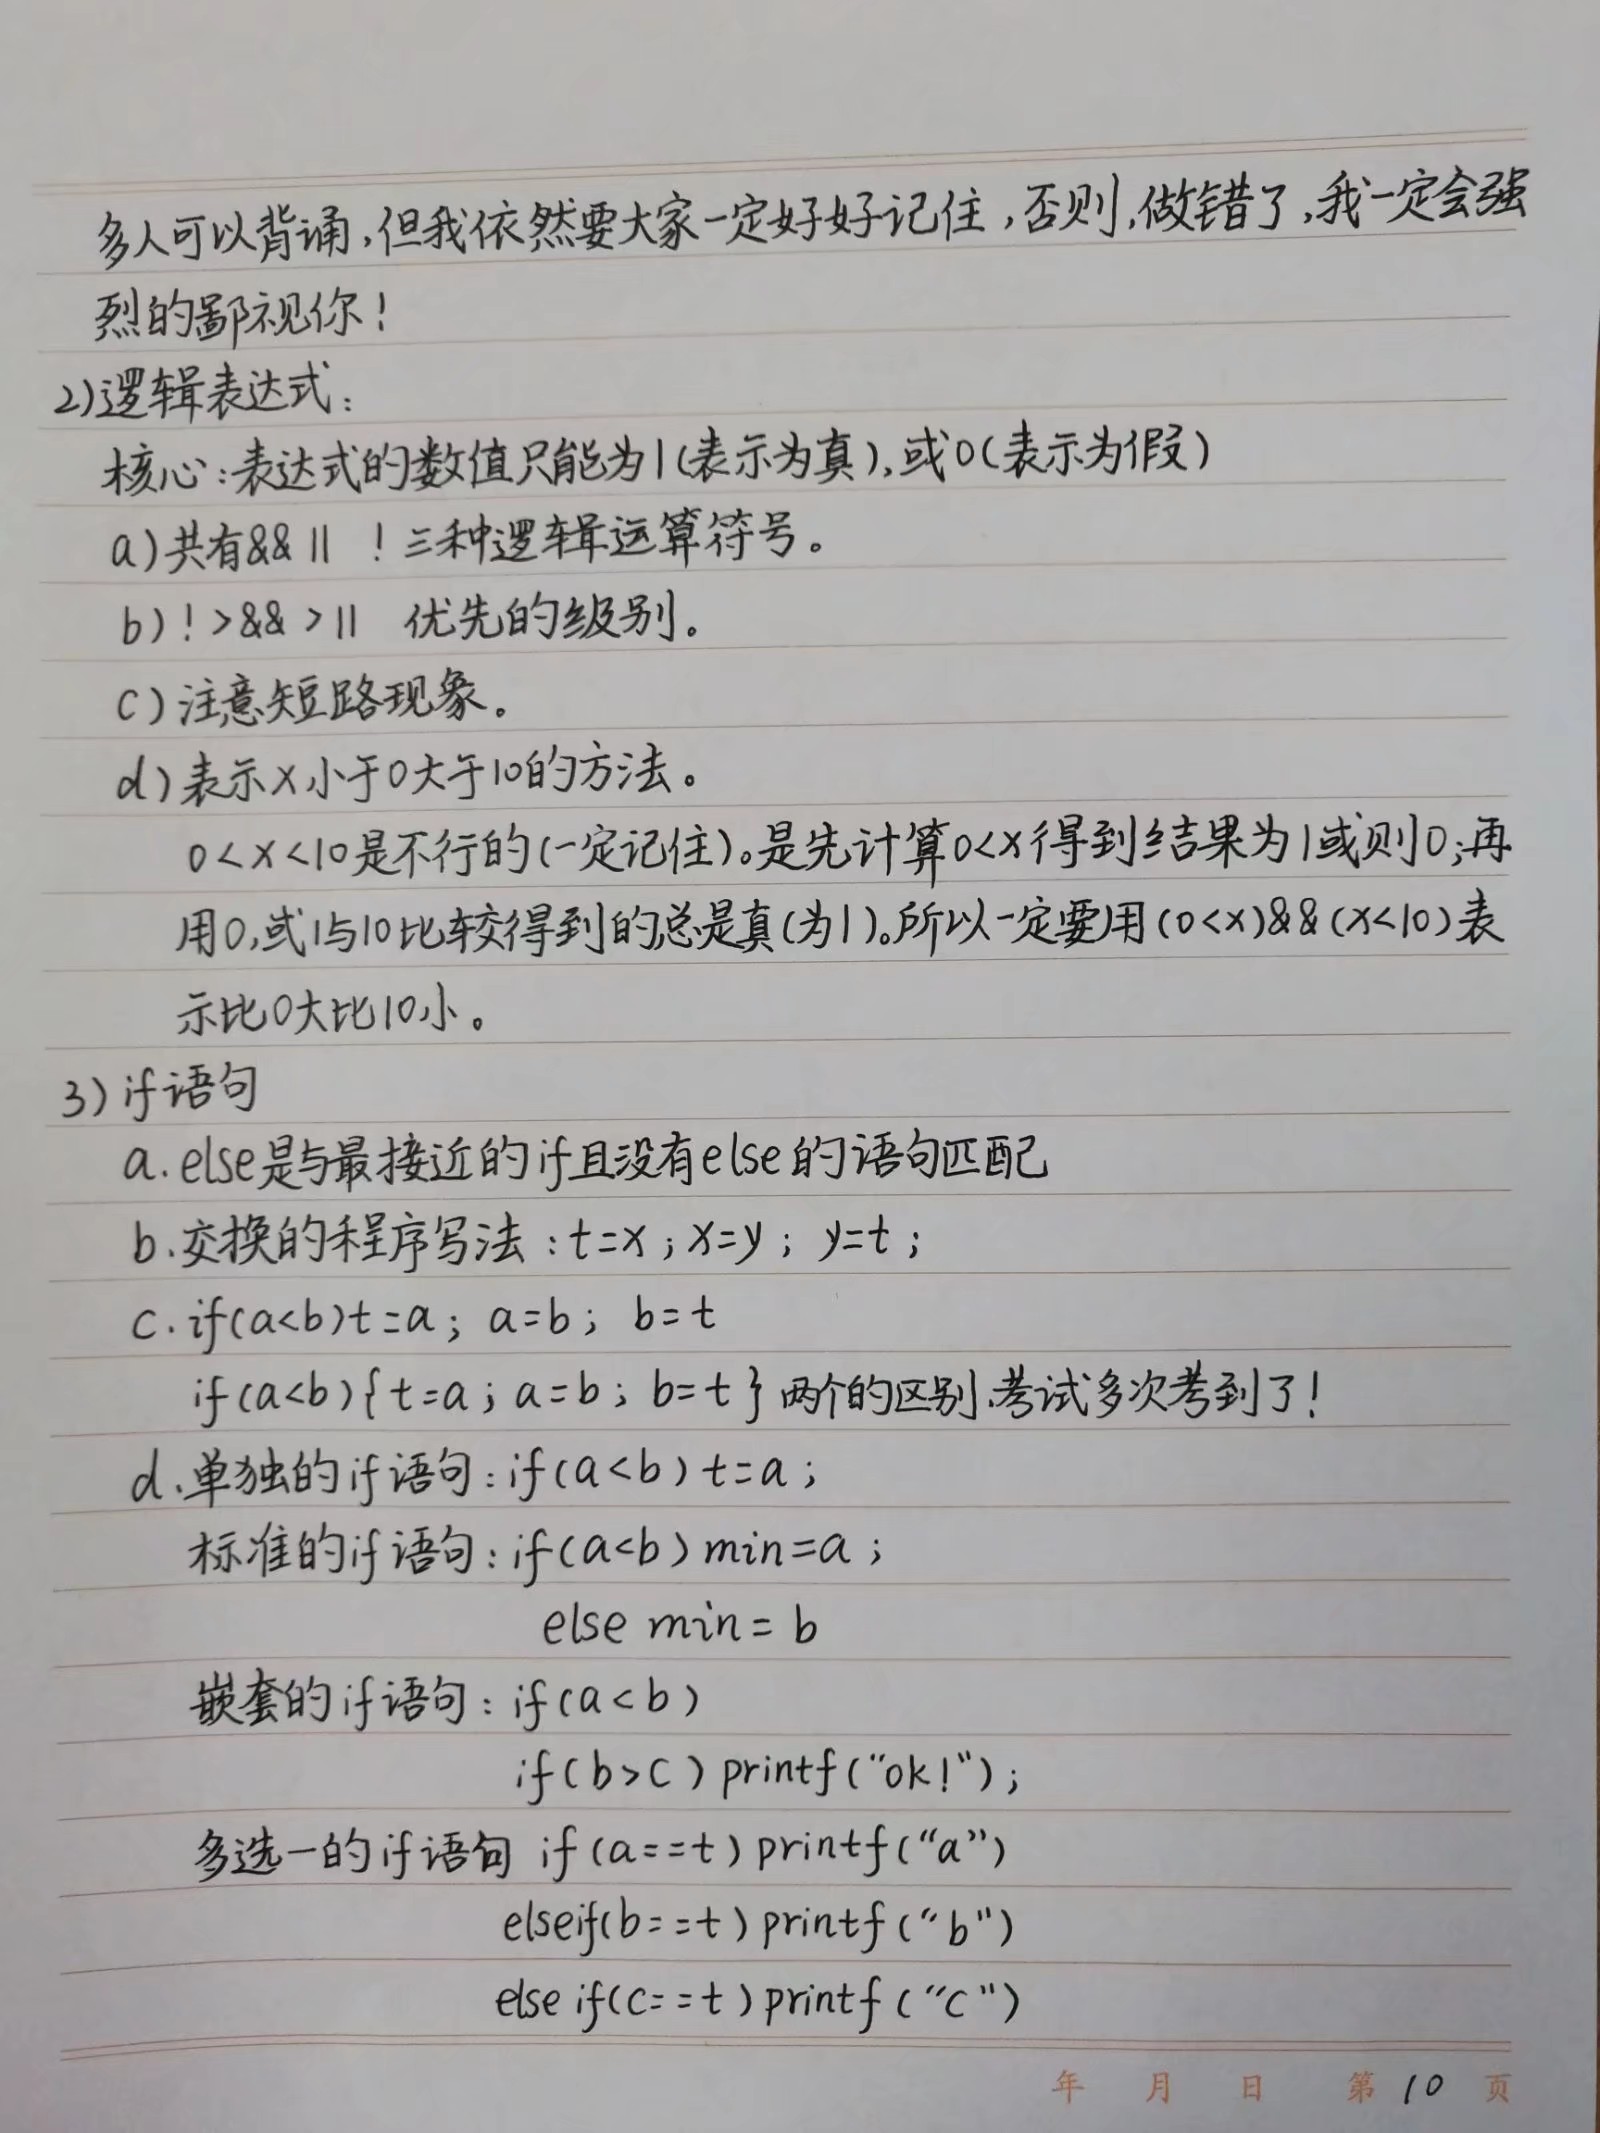 多人可以背诵,但我依然要大家一定好好记住,否则,做错了,我一定会强
烈的鄙视你!
2)逻辑表达式:
核心:表达式的数值只能为1(表示为真),或0(表示为假)
a)共有&&|| !三种逻辑运算符号。
b)!>&&>|| 优先的级别。
c)注意短路现象。
d)表示x小于0大于10的方法。
0<x<10是不行的(一定记住)。是先计算0<x得到结果为1或则0;再
用0,或1与10比较得到的总是真(为1)。所以一定要用(0<x)&&(x<10)表
示比0大比10小。
3)if语句
a.else是与最接近的if且没有else的语句匹配
b.交换的程序写法:t=x;x=y; y=t;
c.if(a<b)t=a; a=b; b=t
if(a<b){t=a;a=b;b=t}两个的区别,考试多次考到了!
d.单独的if语句:if(a<b)t=a;
标准的if语句:if(a<b)min=a;
else min=b
嵌套的if语句:if(a<b)
if(b>c)printf("ok!");
多选一的if语句 if(a==t)printf("a")
elseif(b==t)printf("b")
else if(c==t)printf("c")
年 月 日 第10页